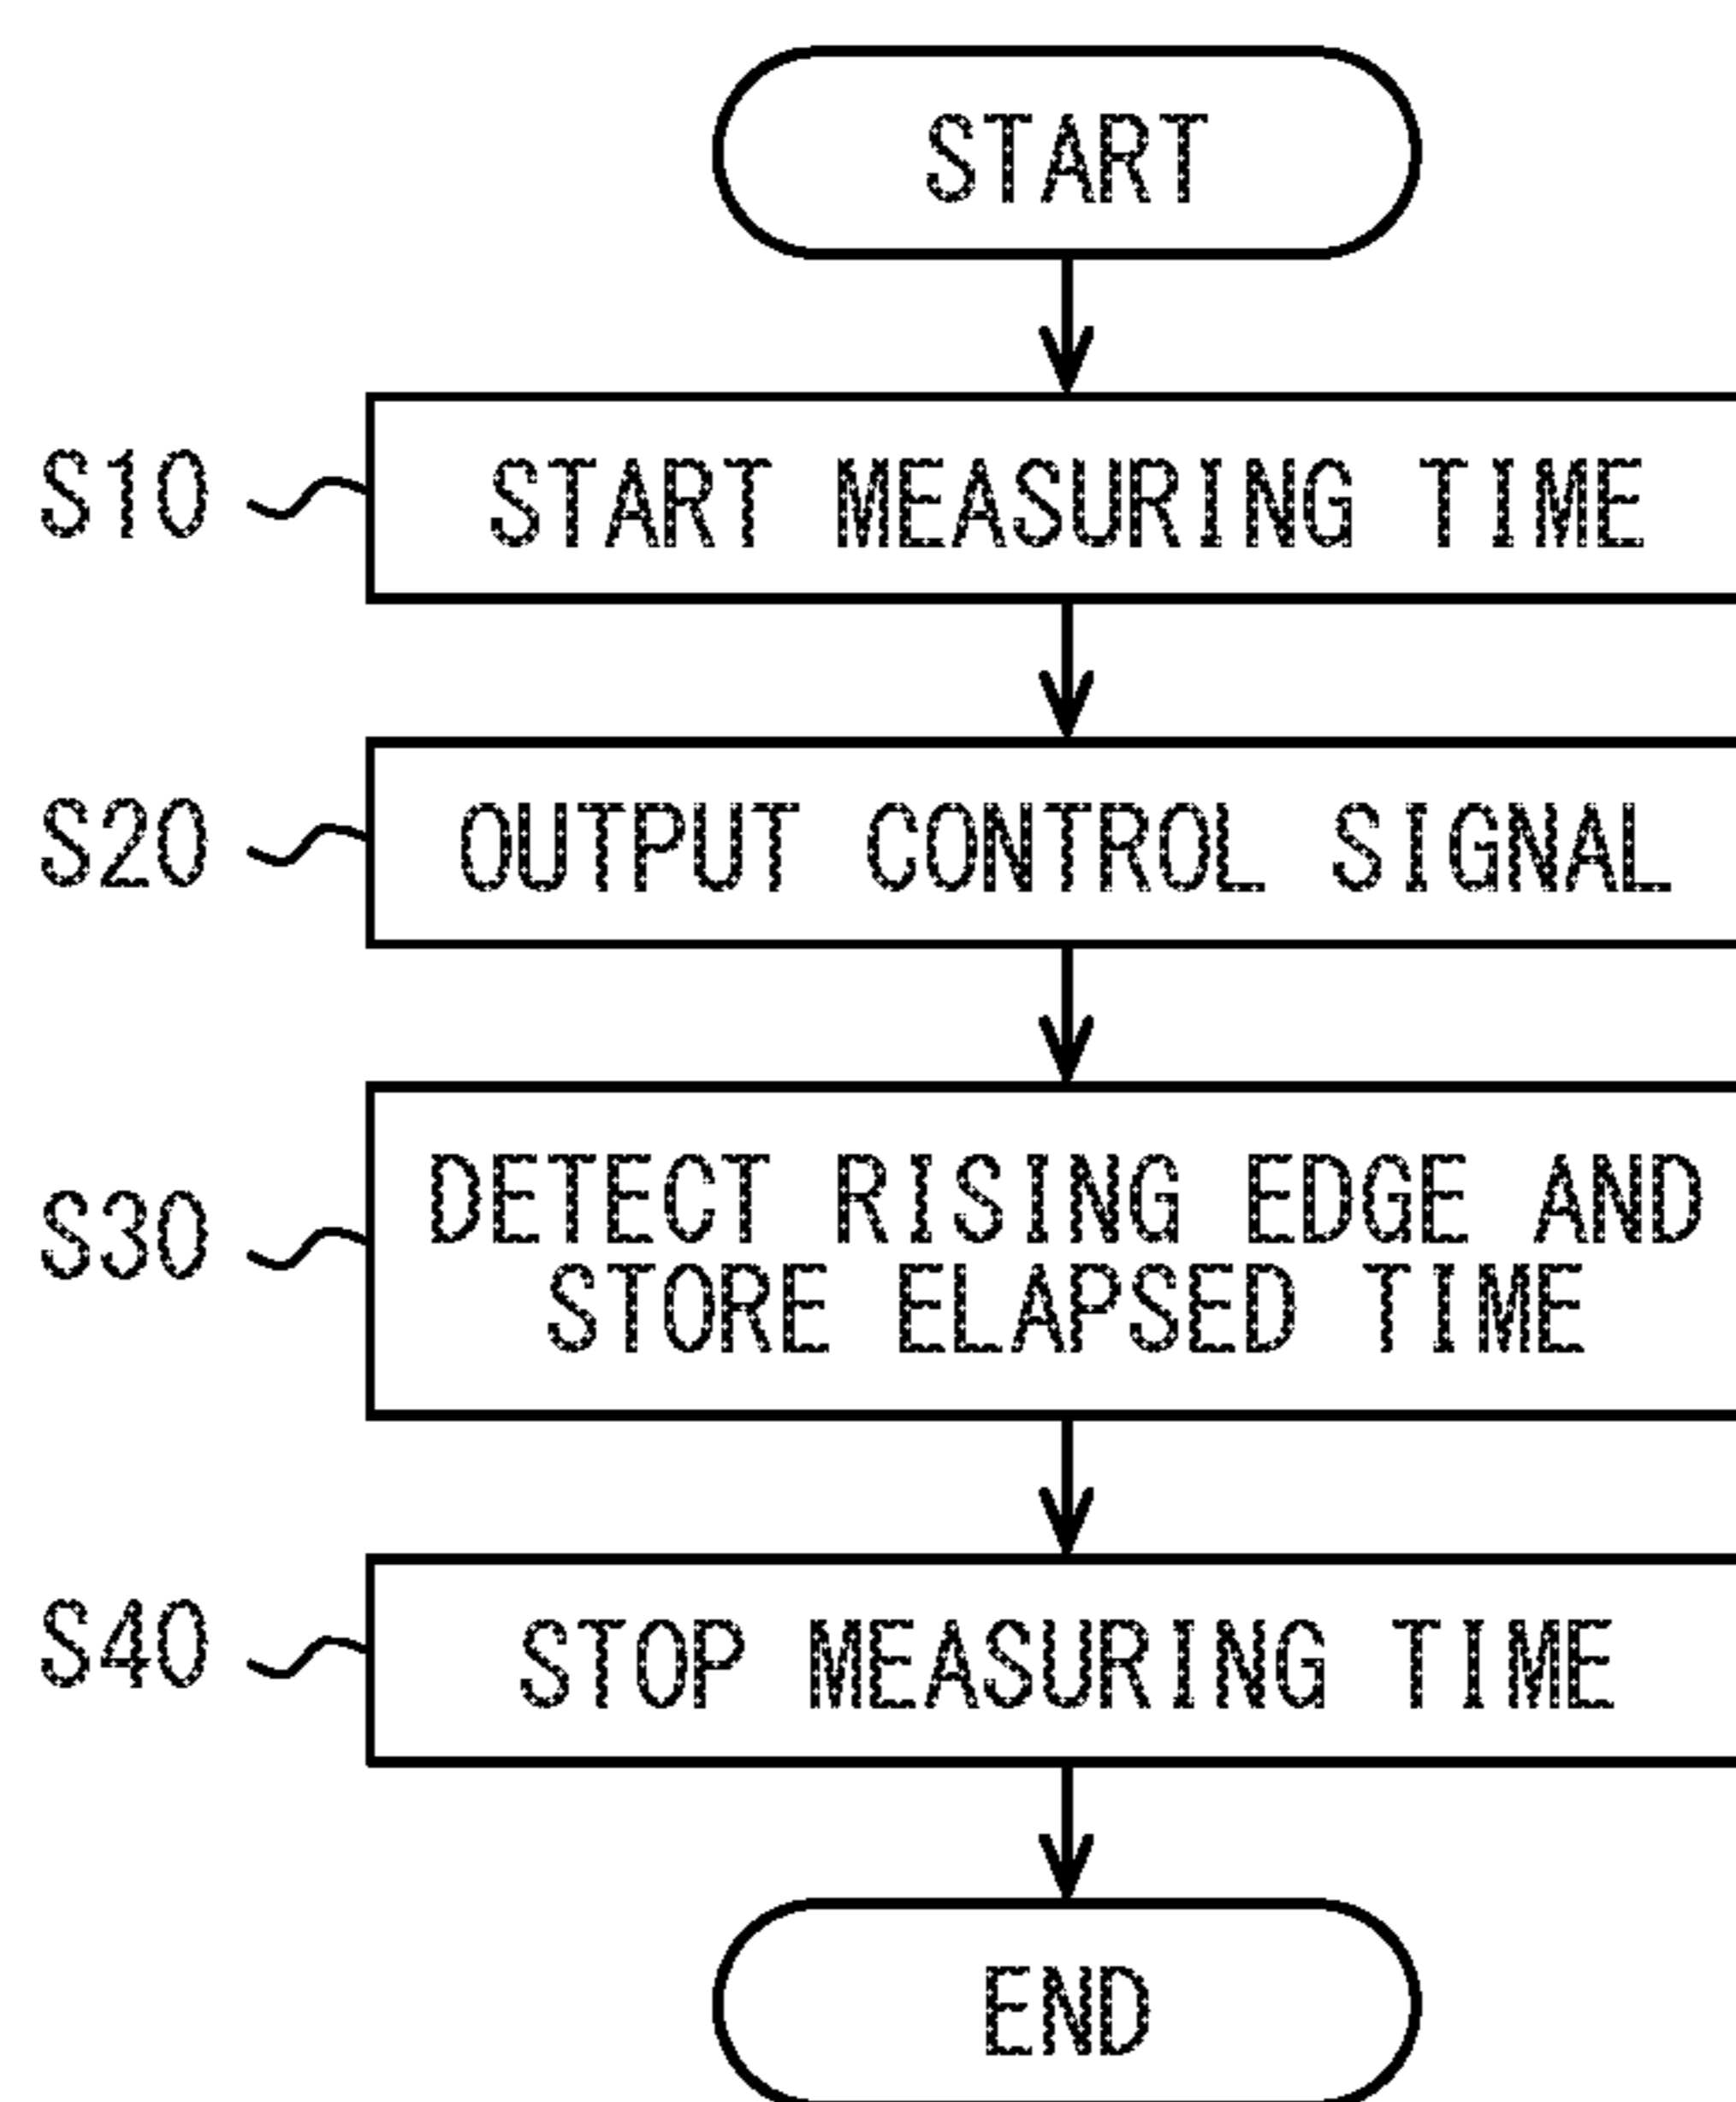 START
S10
START MEASURING TIME
S20
OUTPUT CONTROL SIGNAL
S30
DETECT RISING EDGE AND
STORE ELAPSED TIME
S40
STOP MEASURING TIME
END